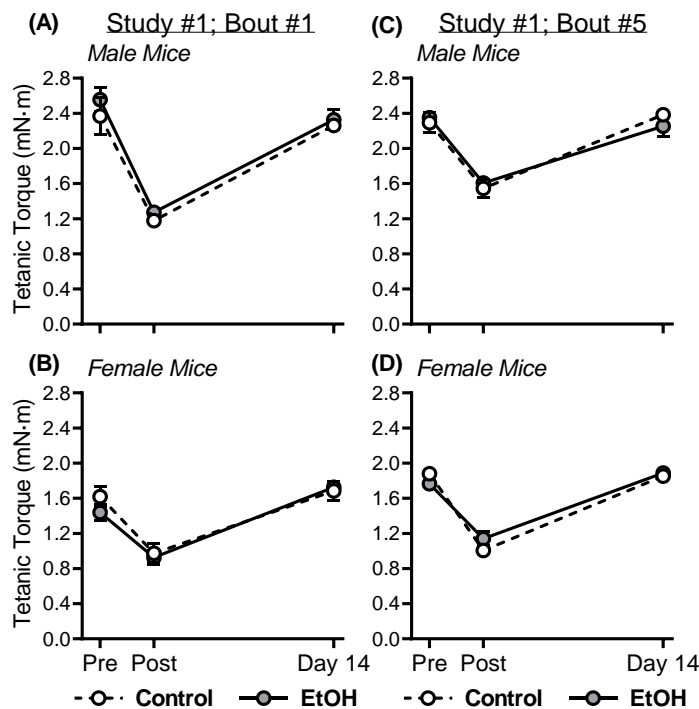 (A) Study #1; Bout #1
Male Mice
Tetanic Torque (mN·m)
2.8
2.4
2.0
1.6
1.2
0.8
0.4
0.0
(C) Study #1; Bout #5
Male Mice
2.8
2.4
2.0
1.6
1.2
0.8
0.4
0.0
(B) Female Mice
Tetanic Torque (mN·m)
2.8
2.4
2.0
1.6
1.2
0.8
0.4
0.0
Pre Post Day 14
Control EtOH
(D) Female Mice
2.8
2.4
2.0
1.6
1.2
0.8
0.4
0.0
Pre Post Day 14
Control EtOH